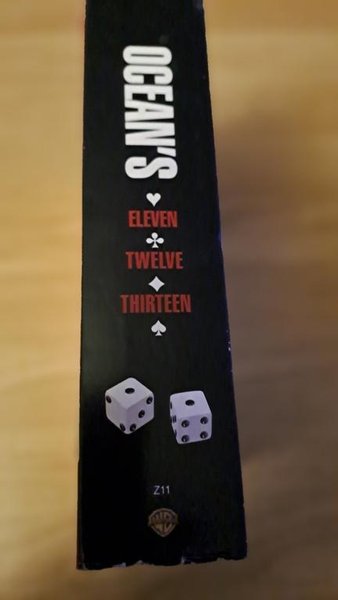 OCEAN'S
ELEVEN
TWELVE
THIRTEEN
Z11